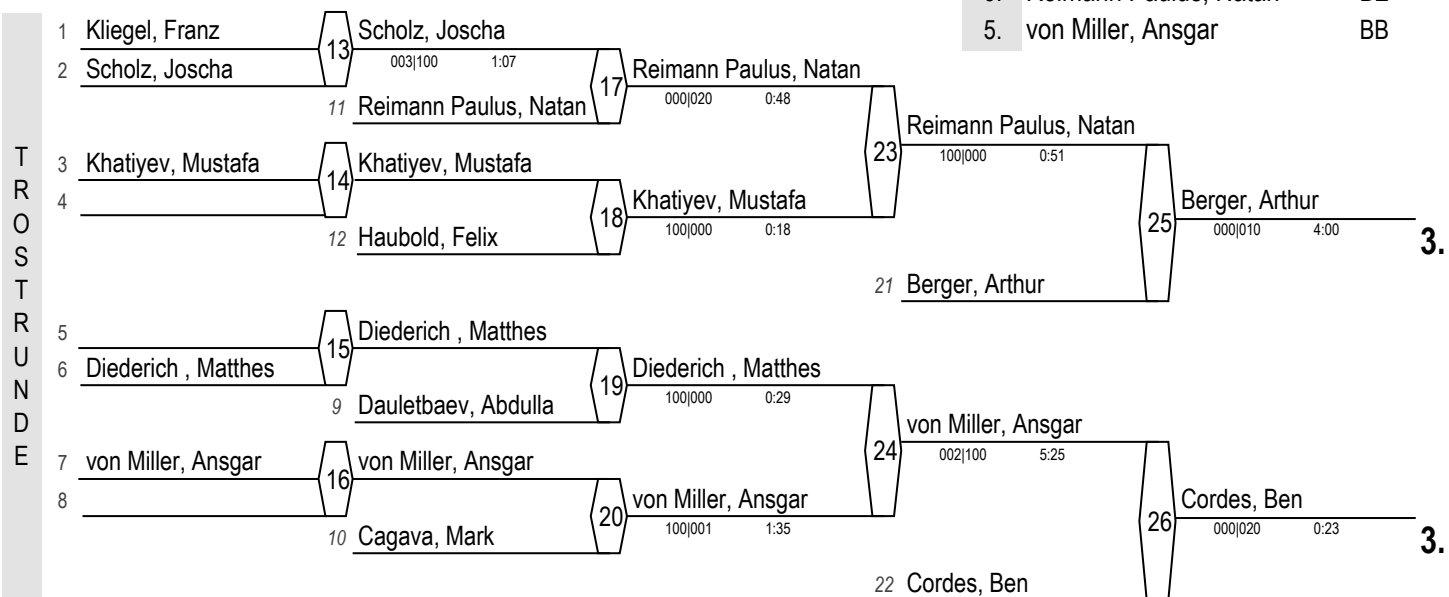 5. von Miller, Ansgar BB
TROSTRUNDE
1 Kliegel, Franz
2 Scholz, Joscha
13
Scholz, Joscha
003|100 1:07
11 Reimann Paulus, Natan
17
Reimann Paulus, Natan
000|020 0:48
3 Khatiyev, Mustafa
4
14
Khatiyev, Mustafa
12 Haubold, Felix
18
Khatiyev, Mustafa
100|000 0:18
23
Reimann Paulus, Natan
100|000 0:51
21 Berger, Arthur
25
Berger, Arthur
000|010 4:00
3.
5
6 Diederich , Matthes
15
Diederich , Matthes
9 Dauletbaev, Abdulla
19
Diederich , Matthes
100|000 0:29
7 von Miller, Ansgar
8
16
von Miller, Ansgar
10 Cagava, Mark
20
von Miller, Ansgar
100|001 1:35
24
von Miller, Ansgar
002|100 5:25
22 Cordes, Ben
26
Cordes, Ben
000|020 0:23
3.